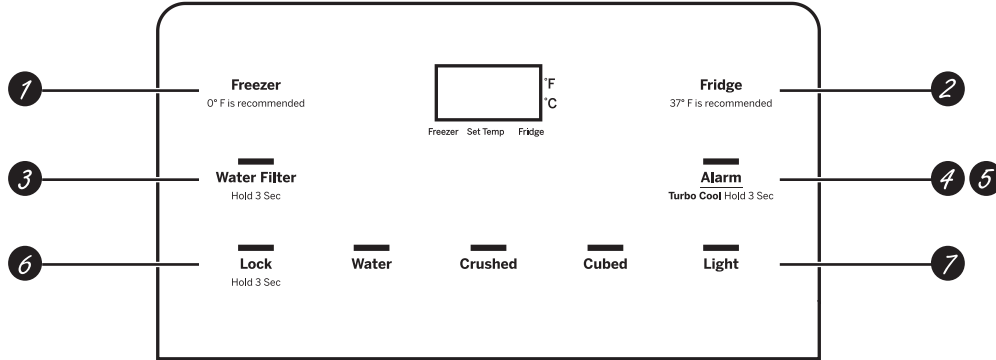 1
Freezer
0° F is recommended
°F
°C
Freezer Set Temp Fridge
Fridge
37° F is recommended
2
3
Water Filter
Hold 3 Sec
Alarm
Turbo Cool Hold 3 Sec
4 5
6
Lock
Hold 3 Sec
Water
Crushed
Cubed
Light
7